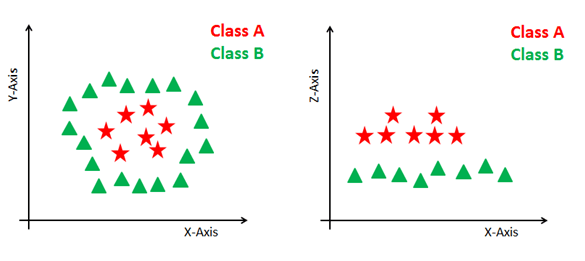 Class A
Class B
Y-Axis
X-Axis
Class A
Class B
Z-Axis
X-Axis